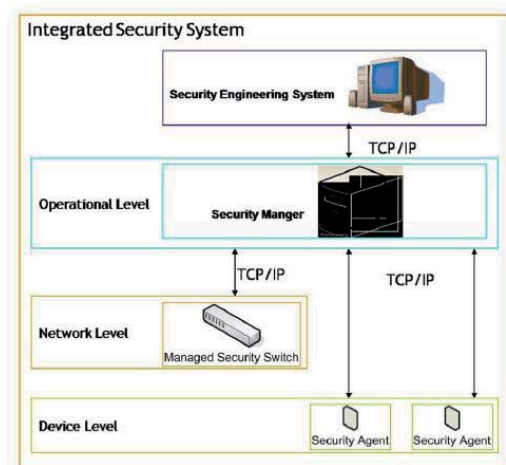 Integrated Security System
Security Engineering System
TCP/IP
Operational Level
Security Manger
TCP/IP
TCP/IP
Network Level
Managed Security Switch
Device Level
Security Agent
Security Agent